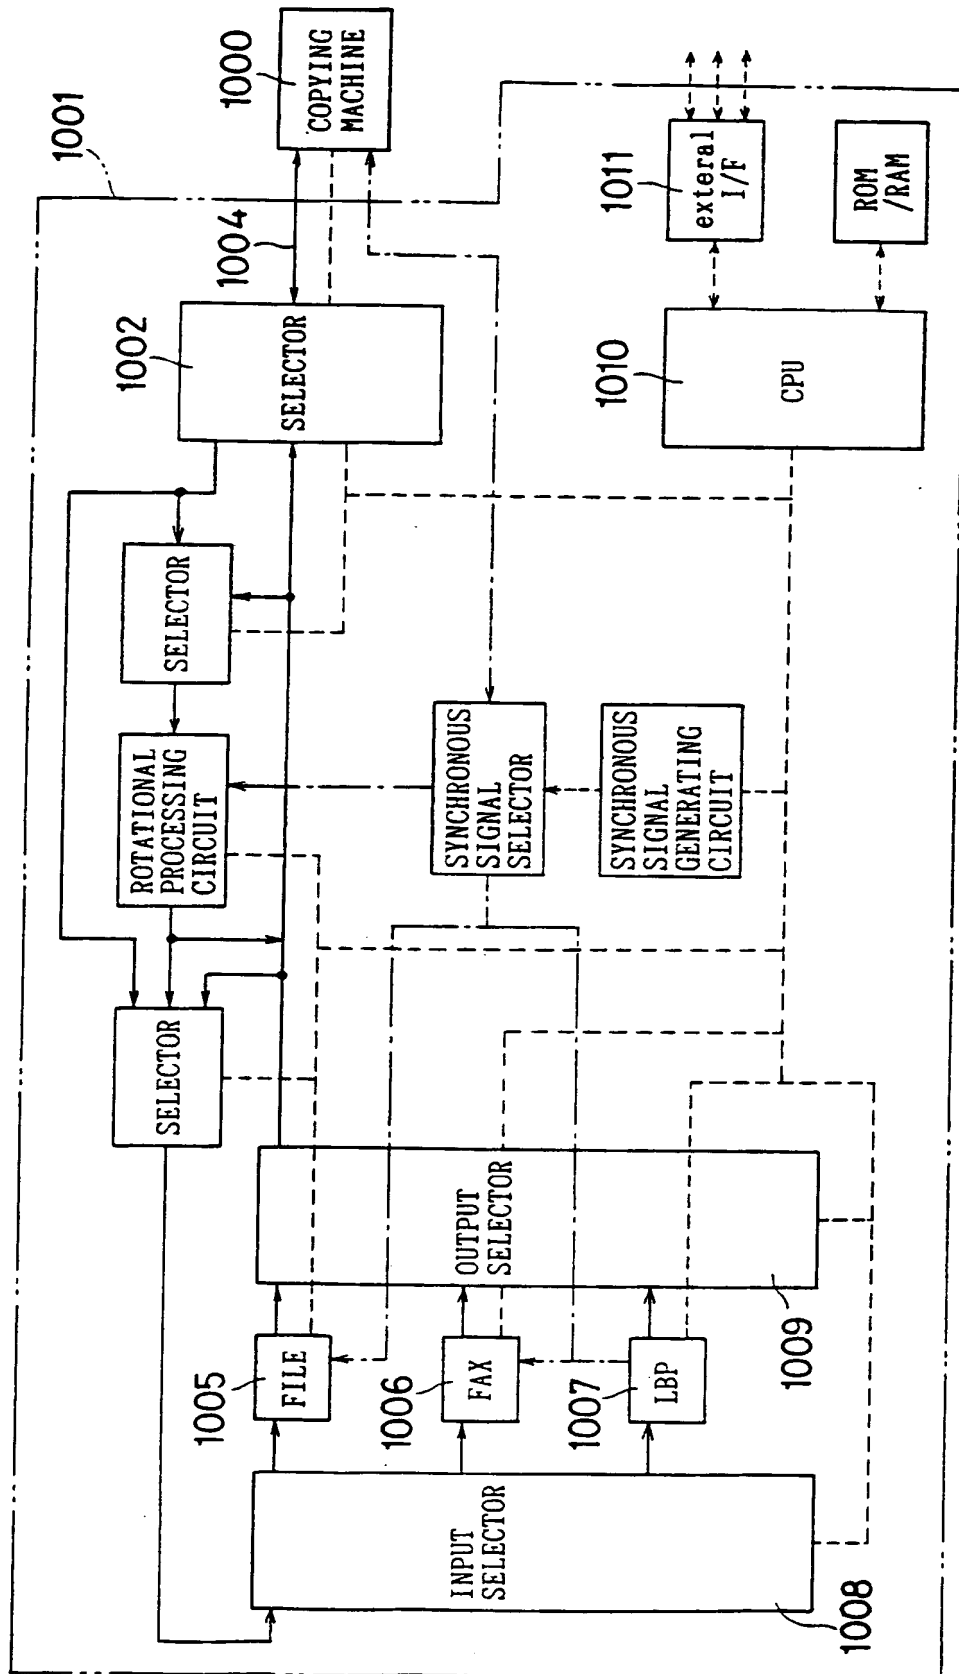 1001
1000
COPYING
MACHINE
1004
1002
SELECTOR
SELECTOR
ROTATIONAL
PROCESSING
CIRCUIT
SELECTOR
1011
exteral
I/F
ROM
/RAM
1010
CPU
SYNCHRONOUS
SIGNAL
SELECTOR
SYNCHRONOUS
SIGNAL
GENERATING
CIRCUIT
OUTPUT
SELECTOR
1009
1005
FILE
1006
FAX
1007
LBP
INPUT
SELECTOR
1008